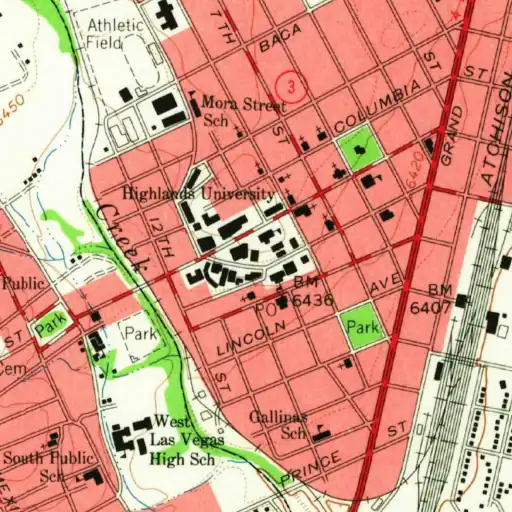 Athletic
Field
7TH
BACA
ST
ST
4
6450
3
Mora Street
Sch
ST
COLUMBIA
GRAND
ATCHISON
6420
Highlands University
Creek
12TH
Public
BM
6436
AVE
BM
6407
ST
Park
Park
PO
LINCOLN
Park
Cem
ST
West
Las Vegas
High Sch
Gallinas
Sch
ST
South Public
Sch
PRINCE